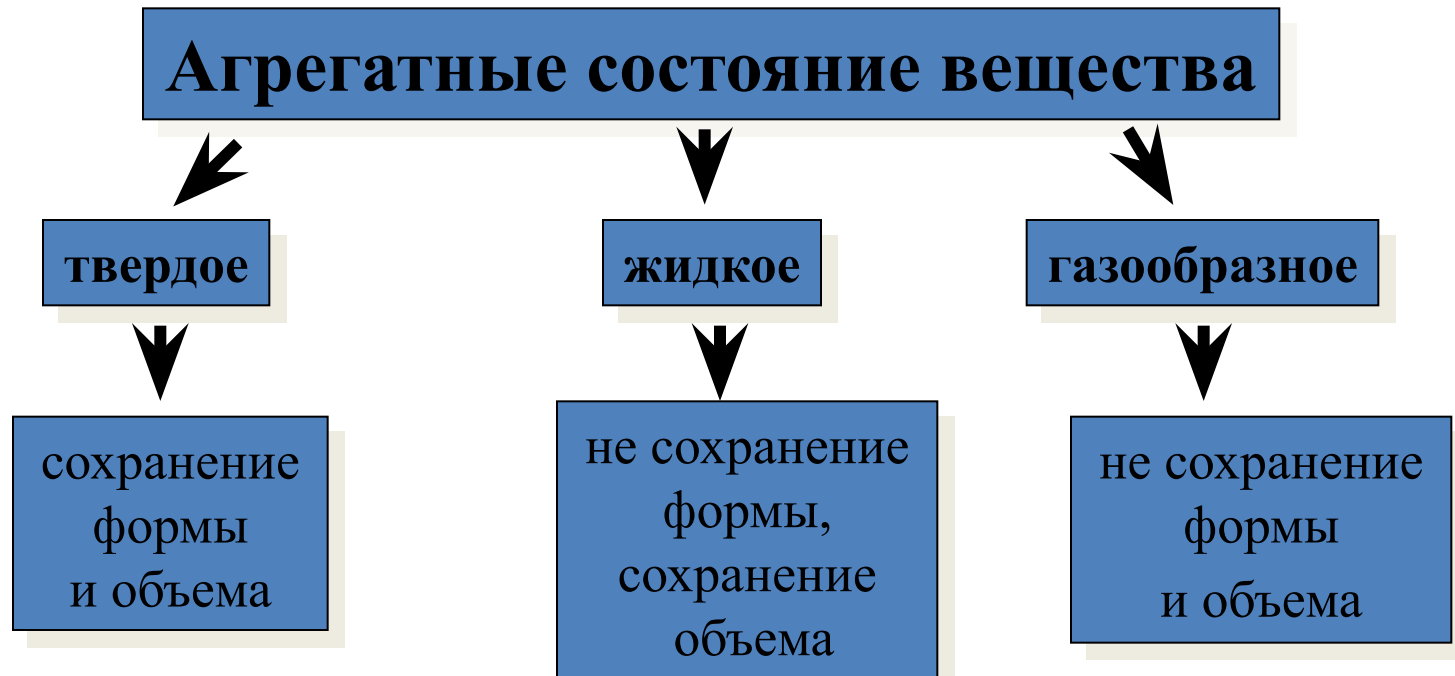 Агрегатные состояние вещества
твердое
жидкое
газообразное
сохранение
формы
и объема
не сохранение
формы,
сохранение
объема
не сохранение
формы
и объема